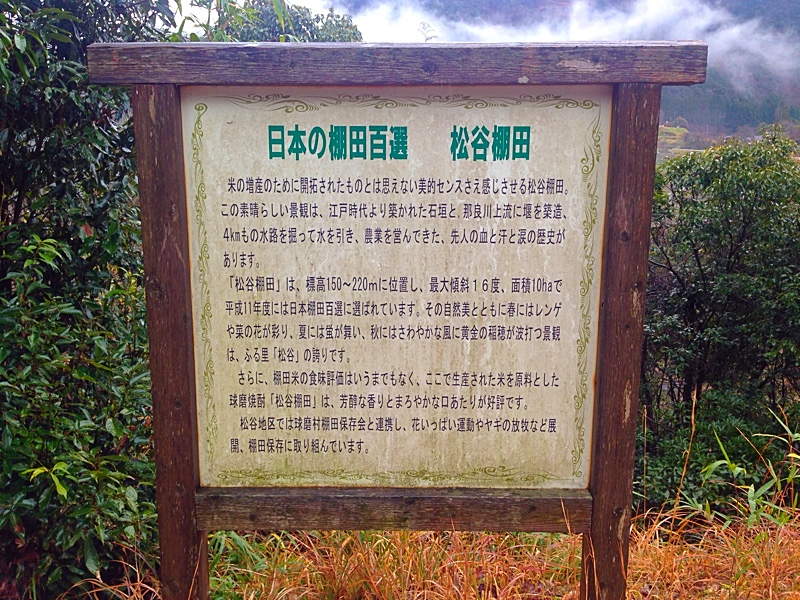 日本の棚田百選　松谷棚田
米の増産のために開拓されたものとは思えない美的センスさえ感じさせる松谷棚田。
この素晴らしい景観は、江戸時代より築かれた石垣と、那良川上流に堰を築造、
4kmもの水路を掘って水を引き、農業を営んできた、先人の血と汗と涙の歴史が
あります。
「松谷棚田」は、標高150～220mに位置し、最大傾斜１６度、面積10haで
平成11年度には日本棚田百選に選ばれています。その自然美とともに春にはレンゲ
や菜の花が彩り、夏には蛍が舞い、秋にはさわやかな風に黄金の稲穂が波打つ景観
は、ふる里「松谷」の誇りです。
さらに、棚田米の食味評価はいうまでもなく、ここで生産された米を原料とした
球磨焼酎「松谷棚田」は、芳醇な香りとまろやかな口あたりが好評です。
松谷地区では球磨村棚田保存会と連携し、花いっぱい運動やヤギの放牧など展
開、棚田保存に取り組んでいます。